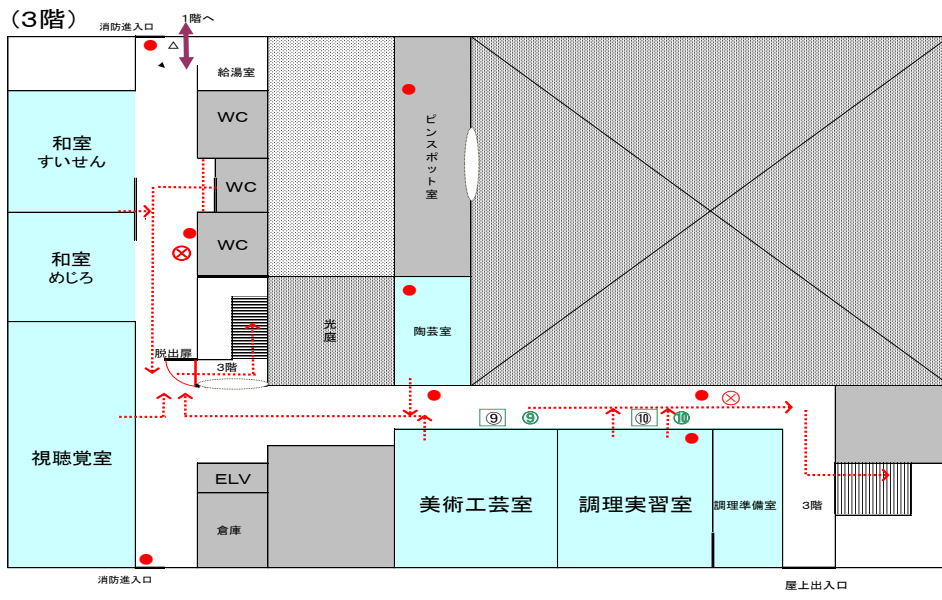 (3階)
消防進入口
1階へ
給湯室
WC
和室
すいせん
WC
WC
和室
めじろ
ピンスポット室
光庭
陶芸室
脱出扉
3階
⑨
⑨
⑩
⑩
視聴覚室
ELV
倉庫
美術工芸室
調理実習室
調理準備室
3階
消防進入口
屋上出入口